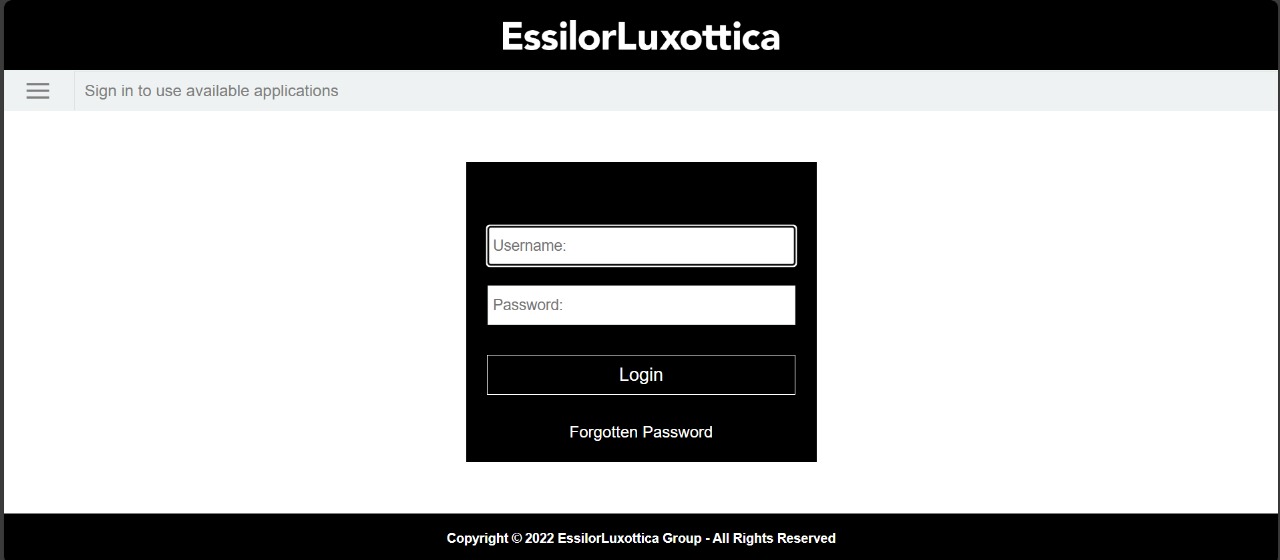 EssilorLuxottica
Sign in to use available applications
Username:
Password:
Login
Forgotten Password
Copyright © 2022 EssilorLuxottica Group - All Rights Reserved